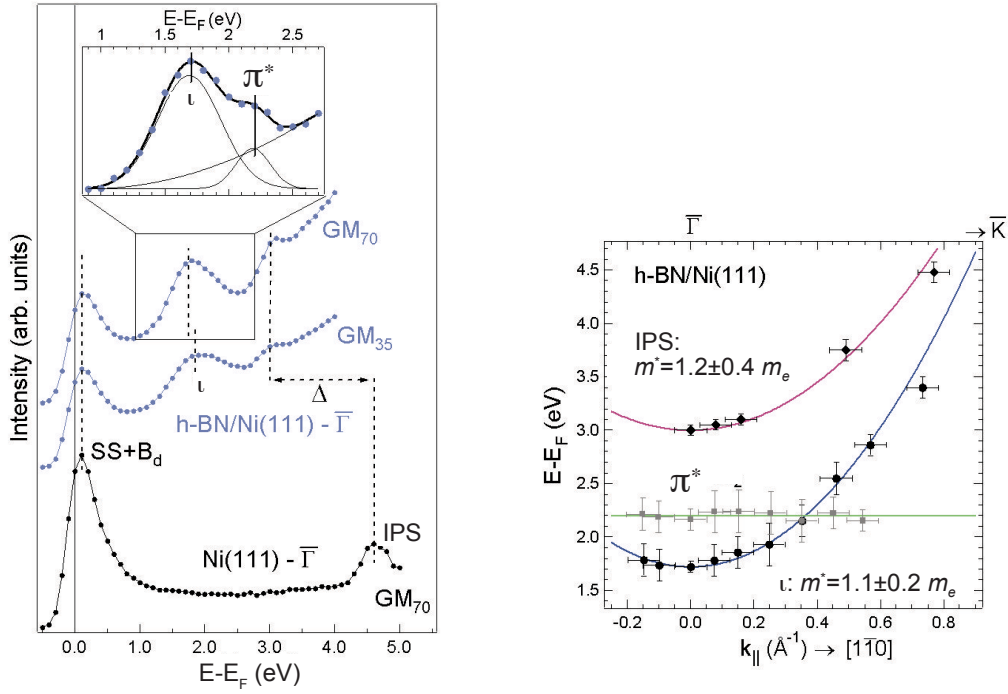 E-E_F (eV)
1 1.5 2 2.5
π*
ι
GM₇₀
GM₃₅
ι
Δ
h-BN/Ni(111) - Γ̅
SS+B_d
IPS
Ni(111) - Γ̅
GM₇₀
Intensity (arb. units)
0.0 1.0 2.0 3.0 4.0 5.0
E-E_F (eV)
Γ̅ → K̅
h-BN/Ni(111)
IPS:
m*=1.2±0.4 mₑ
π*
ι: m*=1.1±0.2 mₑ
4.5
4.0
3.5
3.0
2.5
2.2
2.0
1.5
E-E_F (eV)
-0.2 0.0 0.2 0.4 0.6 0.8
k_|| (Å⁻¹) → [11̅0]